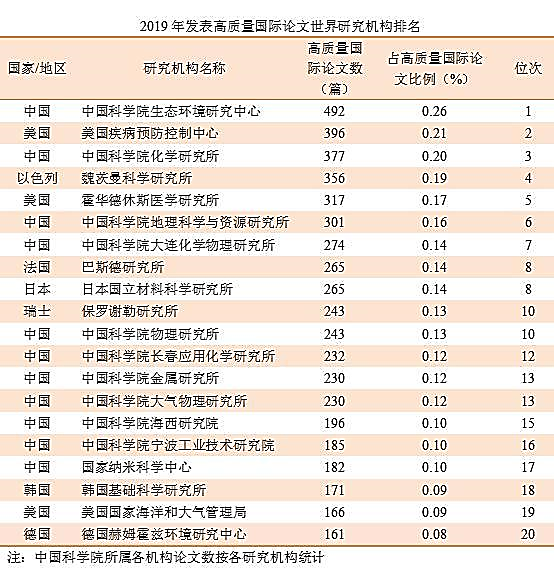 2019 年发表高质量国际论文世界研究机构排名
国家/地区 研究机构名称 高质量国际论文数（篇） 占高质量国际论文比例（%） 位次
中国 中国科学院生态环境研究中心 492 0.26 1
美国 美国疾病预防控制中心 396 0.21 2
中国 中国科学院化学研究所 377 0.20 3
以色列 魏茨曼科学研究所 356 0.19 4
美国 霍华德休斯医学研究所 317 0.17 5
中国 中国科学院地理科学与资源研究所 301 0.16 6
中国 中国科学院大连化学物理研究所 274 0.14 7
法国 巴斯德研究所 265 0.14 8
日本 日本国立材料科学研究所 265 0.14 8
瑞士 保罗谢勒研究所 243 0.13 10
中国 中国科学院物理研究所 243 0.13 10
中国 中国科学院长春应用化学研究所 232 0.12 12
中国 中国科学院金属研究所 230 0.12 13
中国 中国科学院大气物理研究所 230 0.12 13
中国 中国科学院海西研究院 196 0.10 15
中国 中国科学院宁波工业技术研究院 185 0.10 16
中国 国家纳米科学中心 182 0.10 17
韩国 韩国基础科学研究所 171 0.09 18
美国 美国国家海洋和大气管理局 166 0.09 19
德国 德国赫姆霍兹环境研究中心 161 0.08 20
注：中国科学院所属各机构论文数按各研究机构统计